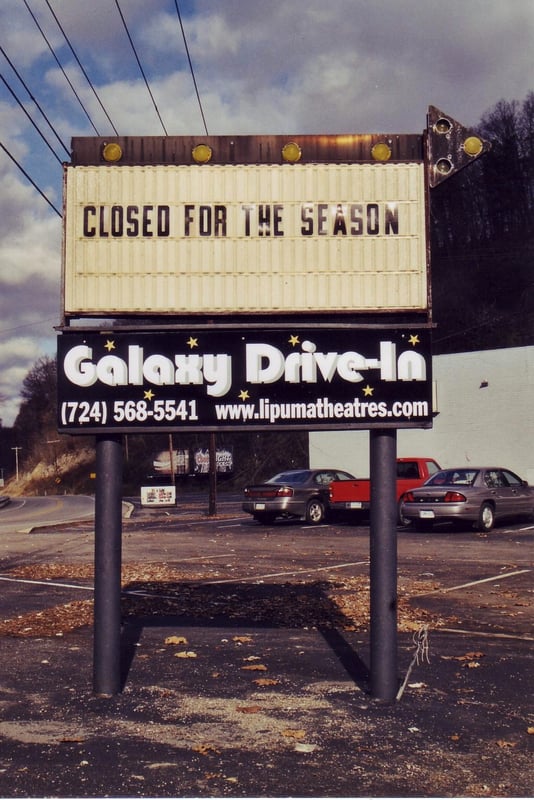 CLOSED FOR THE SEASON
Galaxy Drive-In
(724) 568-5541 www.lipumatheatres.com